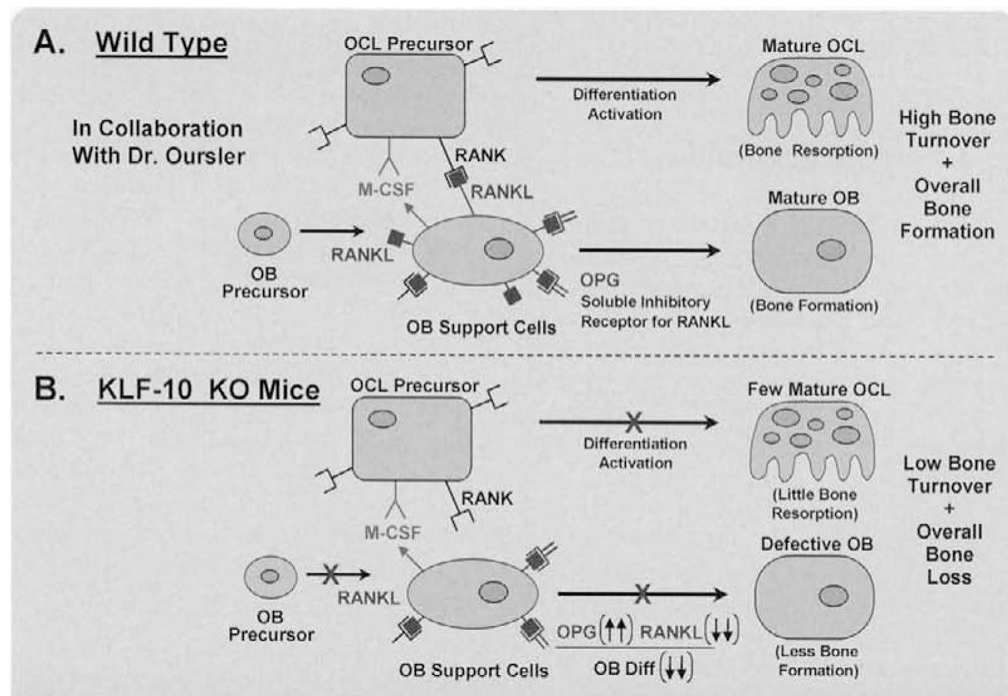 A. Wild Type
In Collaboration
With Dr. Oursler
OCL Precursor
Differentiation
Activation
Mature OCL
(Bone Resorption)
High Bone
Turnover
+
Overall
Bone
Formation
RANK
M-CSF
RANKL
OB
Precursor
RANKL
OB Support Cells
OPG
Soluble Inhibitory
Receptor for RANKL
Mature OB
(Bone Formation)
B. KLF-10 KO Mice
OCL Precursor
Differentiation
Activation
Few Mature OCL
(Little Bone
Resorption)
Low Bone
Turnover
+
Overall
Bone
Loss
RANK
M-CSF
OB
Precursor
RANKL
OB Support Cells
OPG(↑↑) RANKL(↓↓)
OB Diff(↓↓)
Defective OB
(Less Bone
Formation)